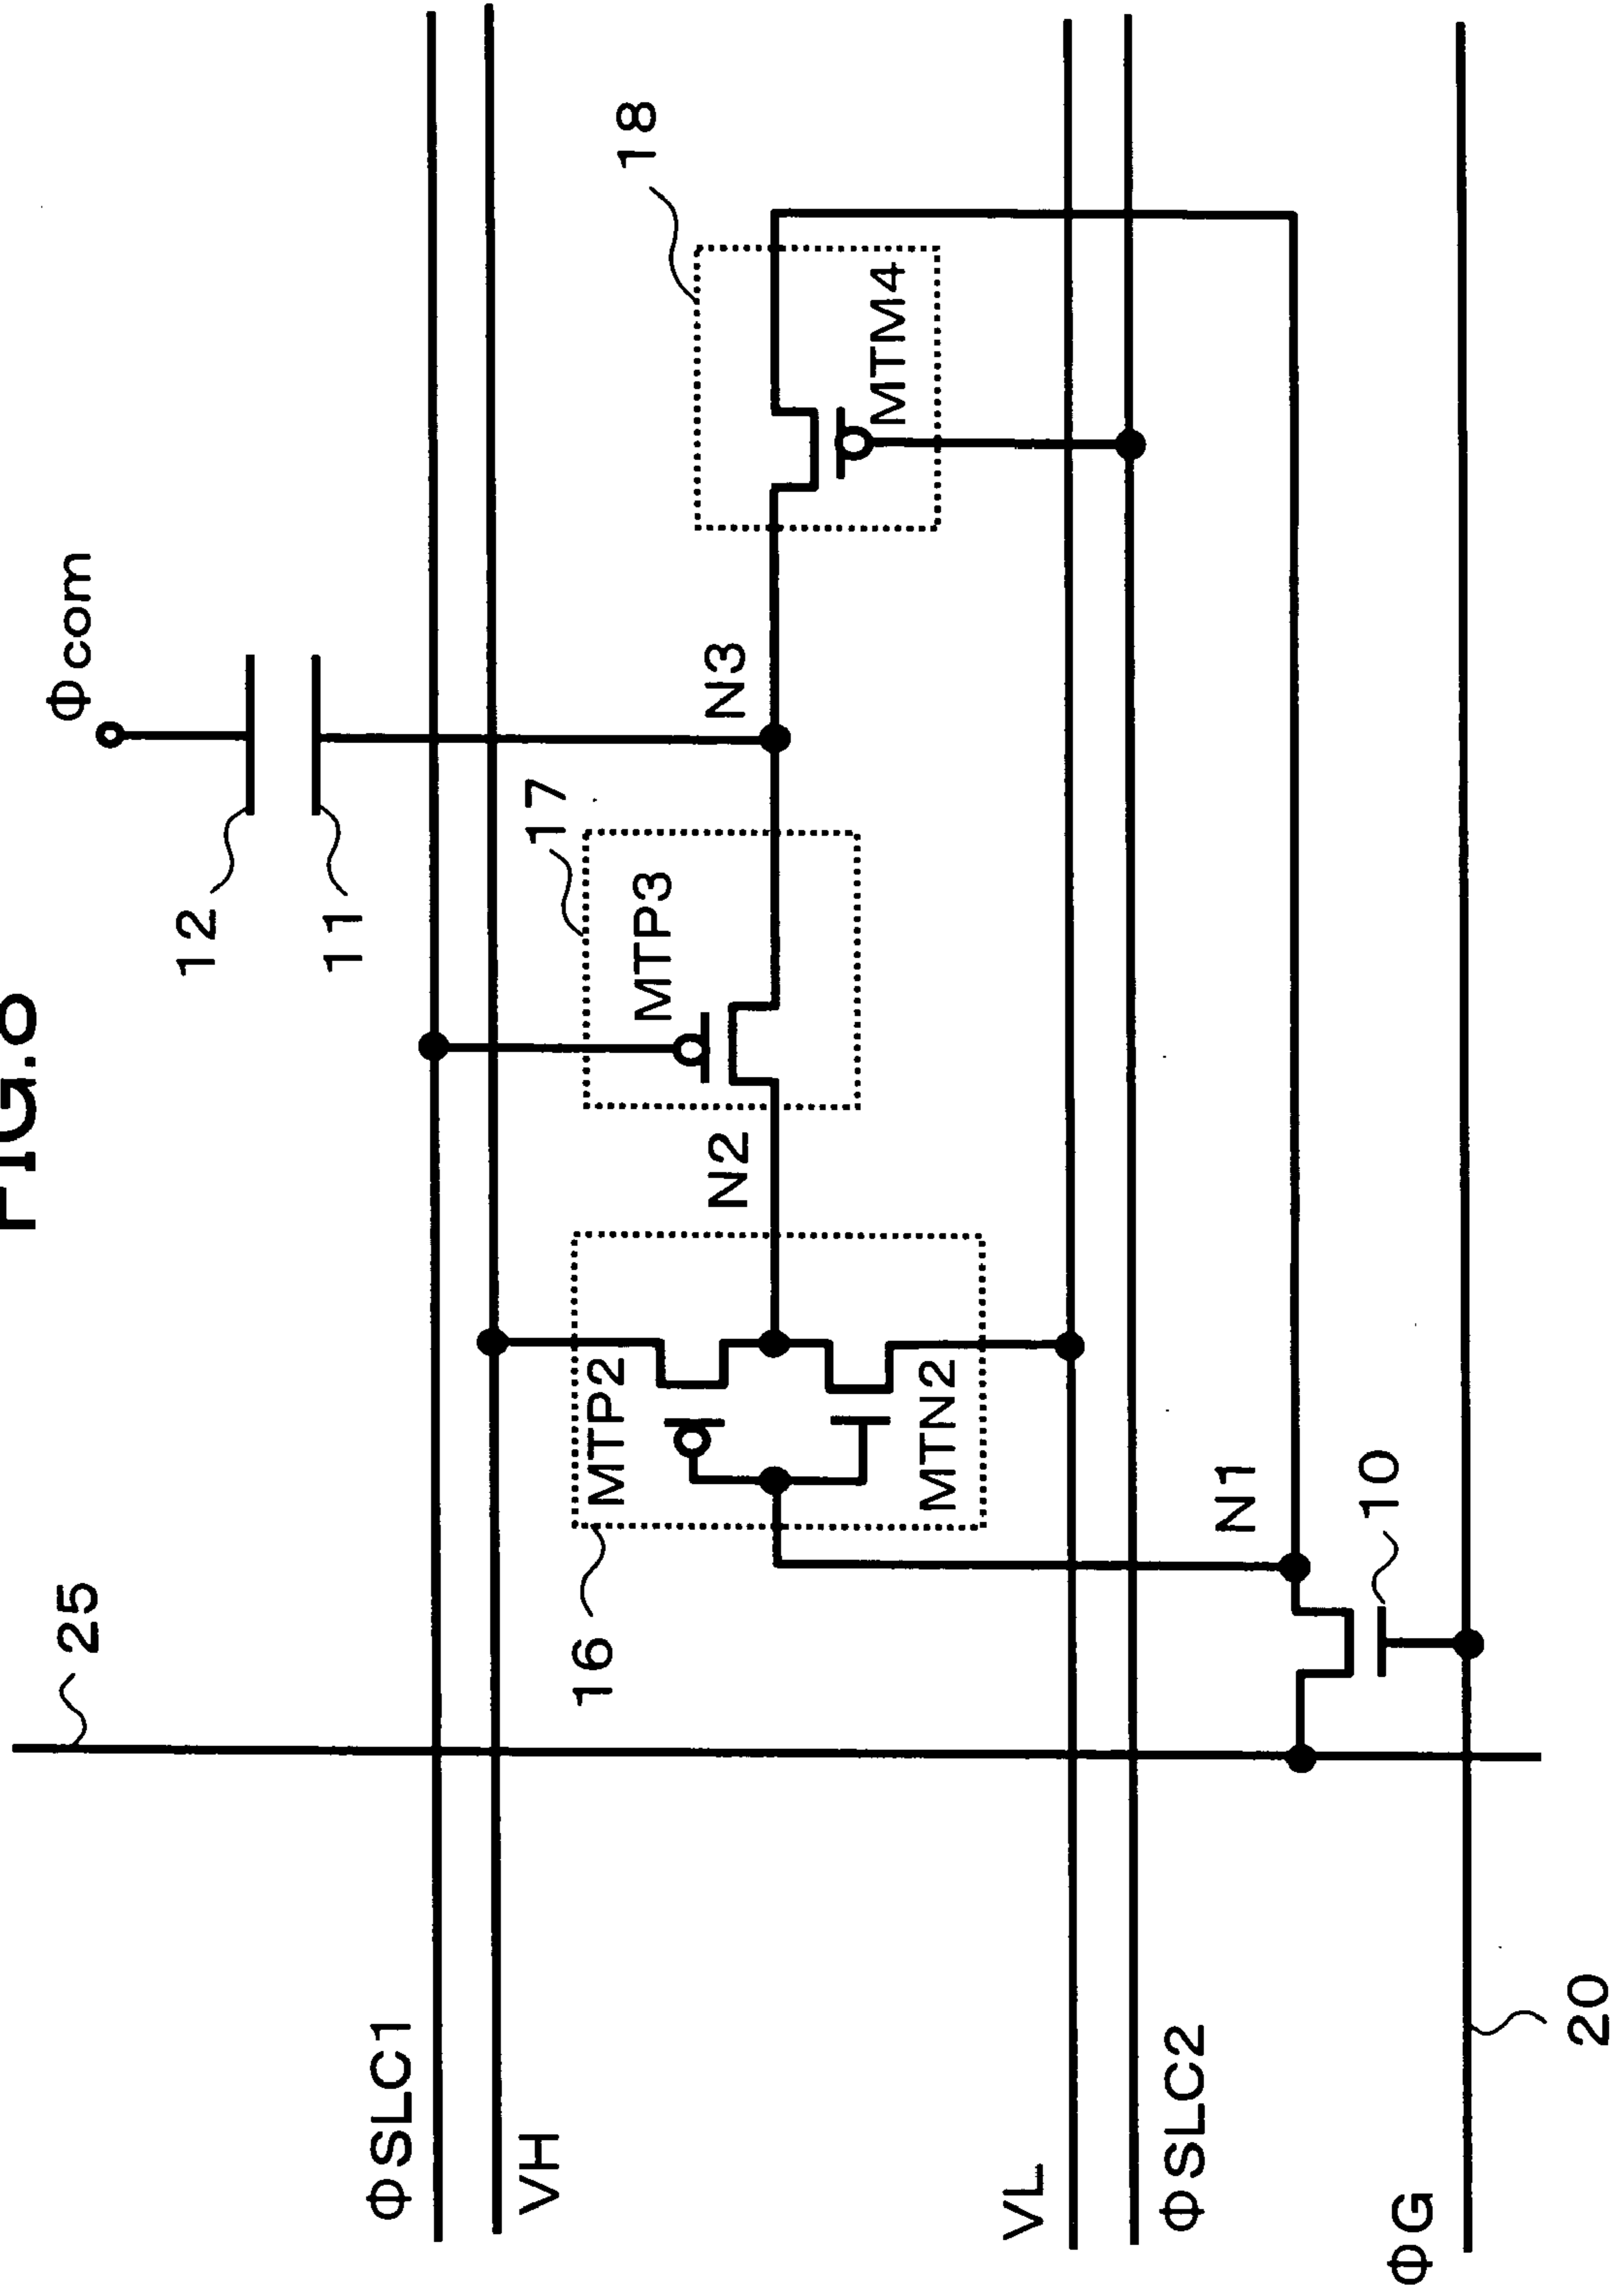 FIG.
25
Φcom
12
11
ΦSLC1
VH
17
16
MTP2
18
MTP3
N2
N3
MTM4
MTN2
VL
ΦSLC2
N1
10
ΦG
20